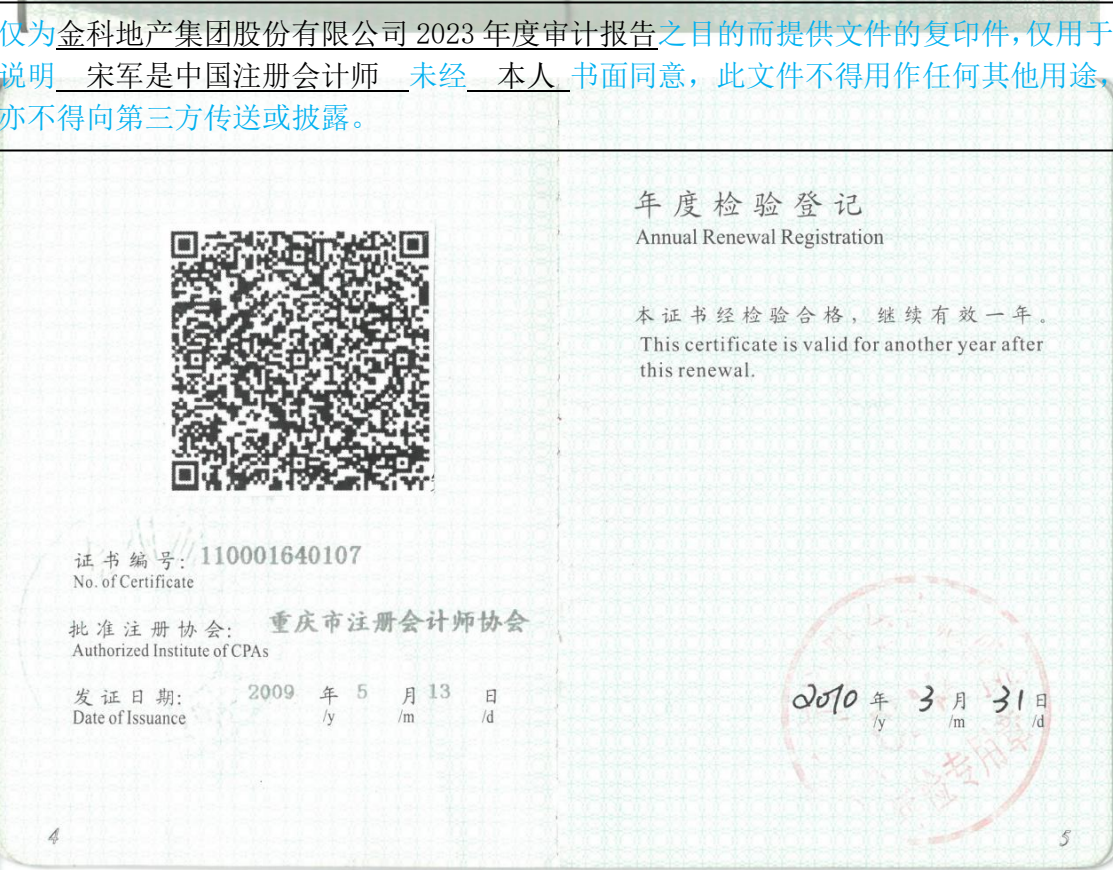 仅为金科地产集团股份有限公司 2023 年度审计报告之目的而提供文件的复印件，仅用于
说明 宋军是中国注册会计师 未经 本人 书面同意，此文件不得用作任何其他用途，
亦不得向第三方传送或披露。
证书编号: 110001640107
No. of Certificate
批准注册协会: 重庆市注册会计师协会
Authorized Institute of CPAs
发证日期: 2009 年 5 月 13 日
Date of Issuance /y /m /d
4
年度检验登记
Annual Renewal Registration
本证书经检验合格，继续有效一年。
This certificate is valid for another year after
this renewal.
2010 年 3 月 31 日
/y /m /d
5